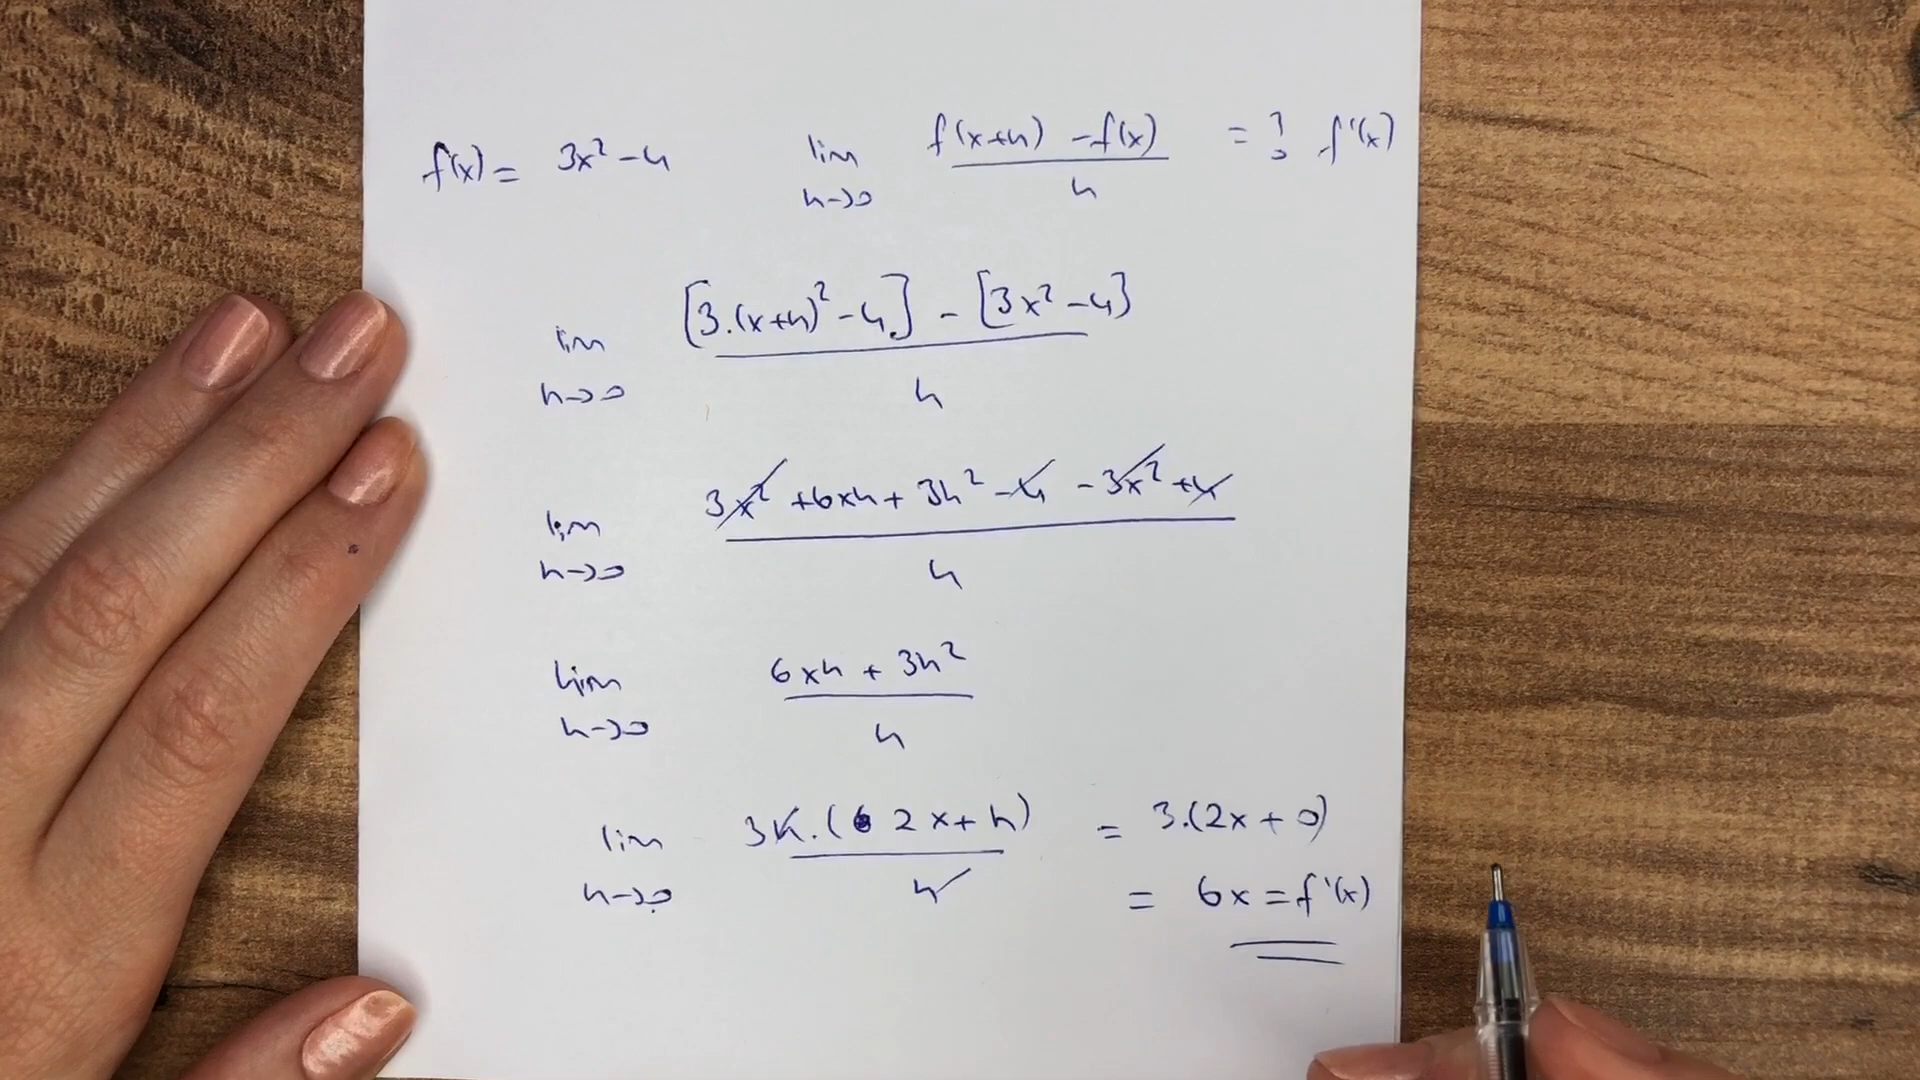 f(x) = 3x² - 4 lim h→0 f(x+h) - f(x) / h = ? f'(x)
lim h→0 [3.(x+h)² - 4] - [3x² - 4] / h
lim h→0 3x² + 6xh + 3h² - 4 - 3x² + 4 / h
lim h→0 6xh + 3h² / h
lim h→0 3h.(2x + h) / h = 3.(2x + 0)
= 6x = f'(x)